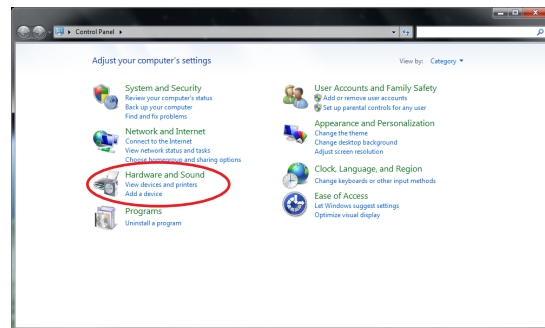 Control Panel
Adjust your computer's settings
View by: Category
System and Security
Review your computer's status
Back up your computer
Find and fix problems
Network and Internet
Connect to the Internet
View network status and tasks
Choose homegroup and sharing options
Hardware and Sound
View devices and printers
Add a device
Programs
Uninstall a program
User Accounts and Family Safety
Add or remove user accounts
Set up parental controls for any user
Appearance and Personalization
Change the theme
Change desktop background
Adjust screen resolution
Clock, Language, and Region
Change keyboards or other input methods
Ease of Access
Let Windows suggest settings
Optimize visual display